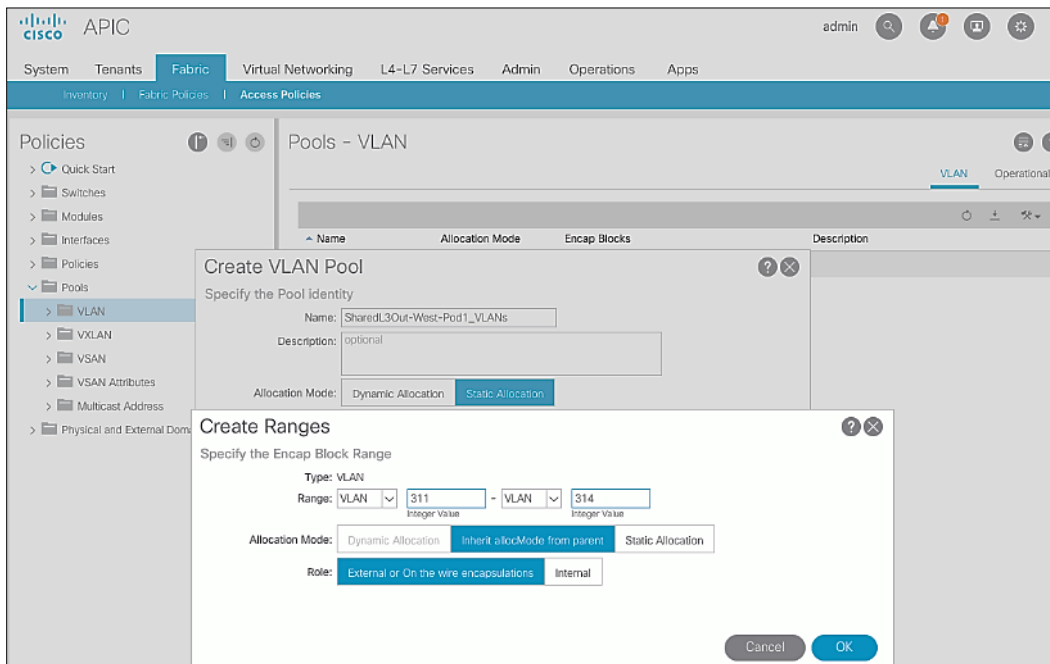 cisco APIC admin 1
System Tenants Fabric Virtual Networking L4-L7 Services Admin Operations Apps
Inventory | Fabric Policies | Access Policies
Policies
Quick Start
Switches
Modules
Interfaces
Policies
Pools
VLAN
VXLAN
VSAN
VSAN Attributes
Multicast Address
Physical and External Dom
Pools - VLAN
VLAN Operational
Name Allocation Mode Encap Blocks Description
Create VLAN Pool
Specify the Pool identity
Name: SharedL3Out-West-Pod1_VLANs
Description: optional
Allocation Mode: Dynamic Allocation Static Allocation
Create Ranges
Specify the Encap Block Range
Type: VLAN
Range: VLAN 311 - VLAN 314
Integer Value Integer Value
Allocation Mode: Dynamic Allocation Inherit allocMode from parent Static Allocation
Role: External or On the wire encapsulations Internal
Cancel OK